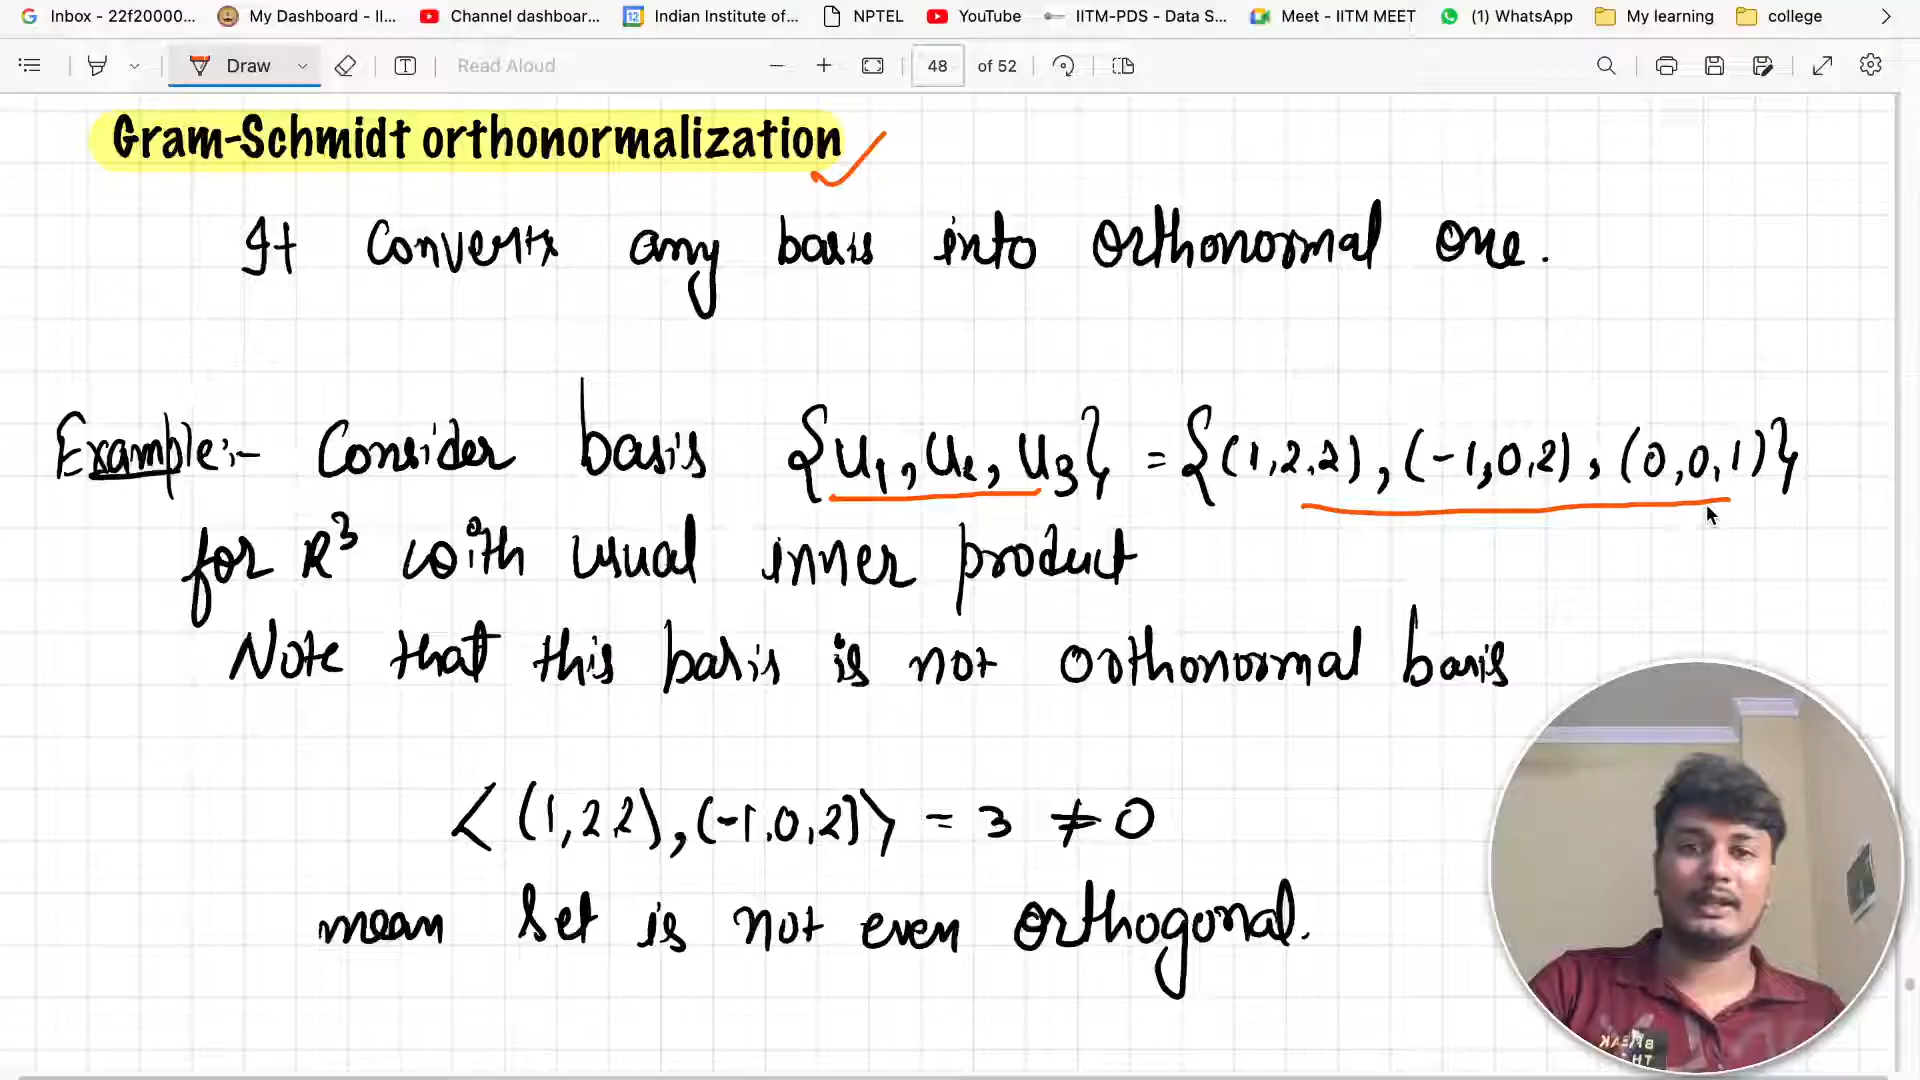 Inbox - 22f20000... My Dashboard - II... Channel dashboar... Indian Institute of... NPTEL YouTube IITM-PDS - Data S... Meet - IITM MEET (1) WhatsApp My learning college
Draw Read Aloud 48 of 52
Gram-Schmidt orthonormalization
It converts any basis into orthonormal one.
Example:- Consider basis {u1, u2, u3} = {(1,2,2), (-1,0,2), (0,0,1)}
for R³ with usual inner product
Note that this basis is not orthonormal basis
< (1,2 2), (-1,0,2)> = 3 ≠ 0
mean set is not even orthogonal.